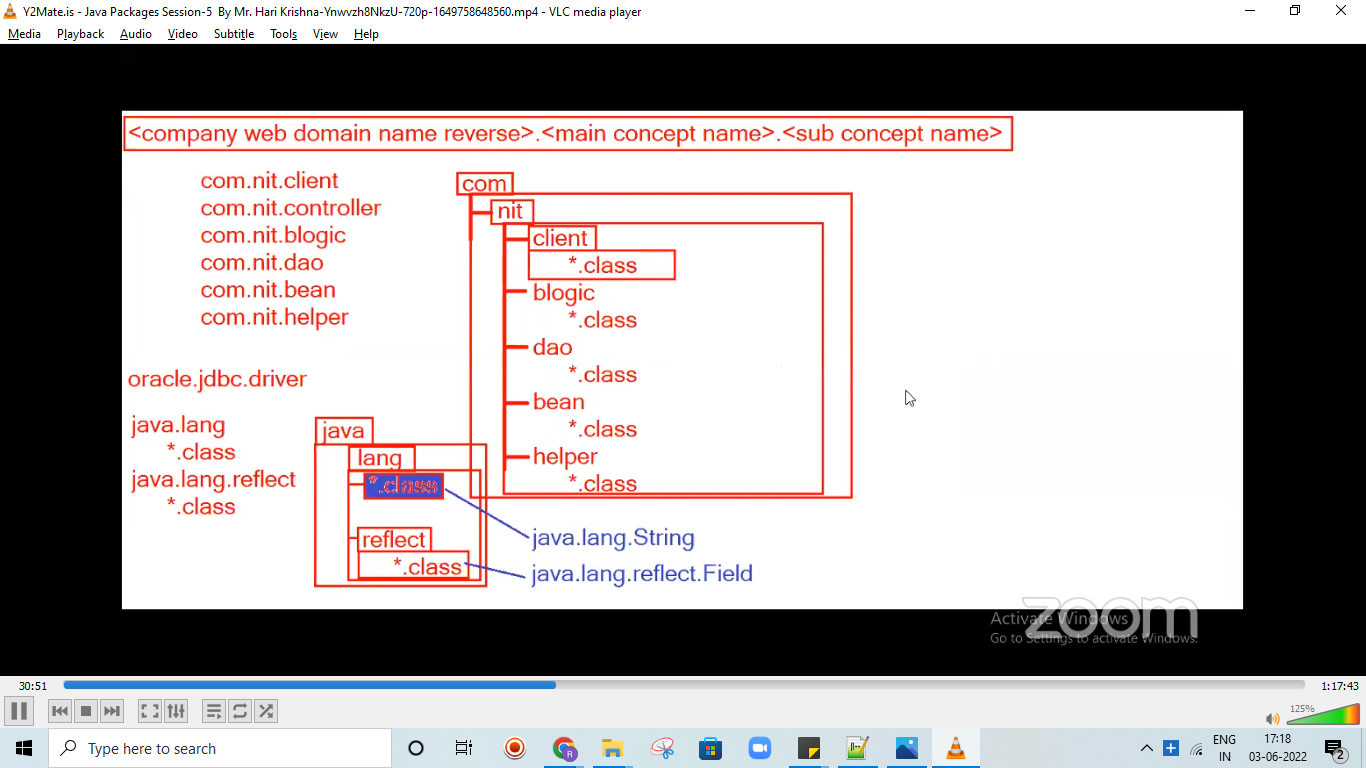 Y2Mate.is - Java Packages Session-5 By Mr. Hari Krishna-Ynwvzh8NkzU-720p-1649758648560.mp4 - VLC media player
Media Playback Audio Video Subtitle Tools View Help
<company web domain name reverse>.<main concept name>.<sub concept name>
com.nit.client
com.nit.controller
com.nit.blogic
com.nit.dao
com.nit.bean
com.nit.helper
com
nit
client
*.class
blogic
*.class
dao
*.class
bean
*.class
helper
*.class
oracle.jdbc.driver
java.lang
*.class
java.lang.reflect
*.class
java
lang
*.class
reflect
*.class
java.lang.String
java.lang.reflect.Field
zoom
Activate Windows
Go to Settings to activate Windows.
30:51
1:17:43
125%
Type here to search
R
ENG
IN
17:18
03-06-2022
2